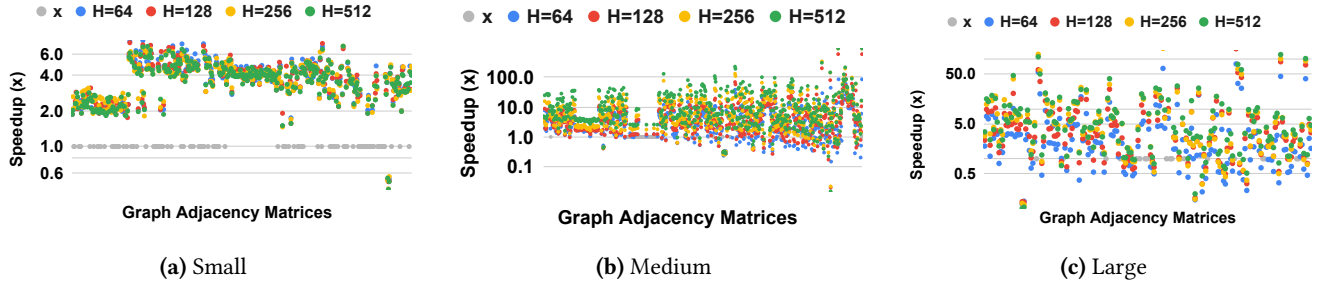 x H=64 H=128 H=256 H=512
Speedup (x)
6.0
4.0
2.0
1.0
0.6
Graph Adjacency Matrices
(a) Small
x H=64 H=128 H=256 H=512
Speedup (x)
100.0
10.0
1.0
0.1
Graph Adjacency Matrices
(b) Medium
x H=64 H=128 H=256 H=512
Speedup (x)
50.0
5.0
0.5
Graph Adjacency Matrices
(c) Large